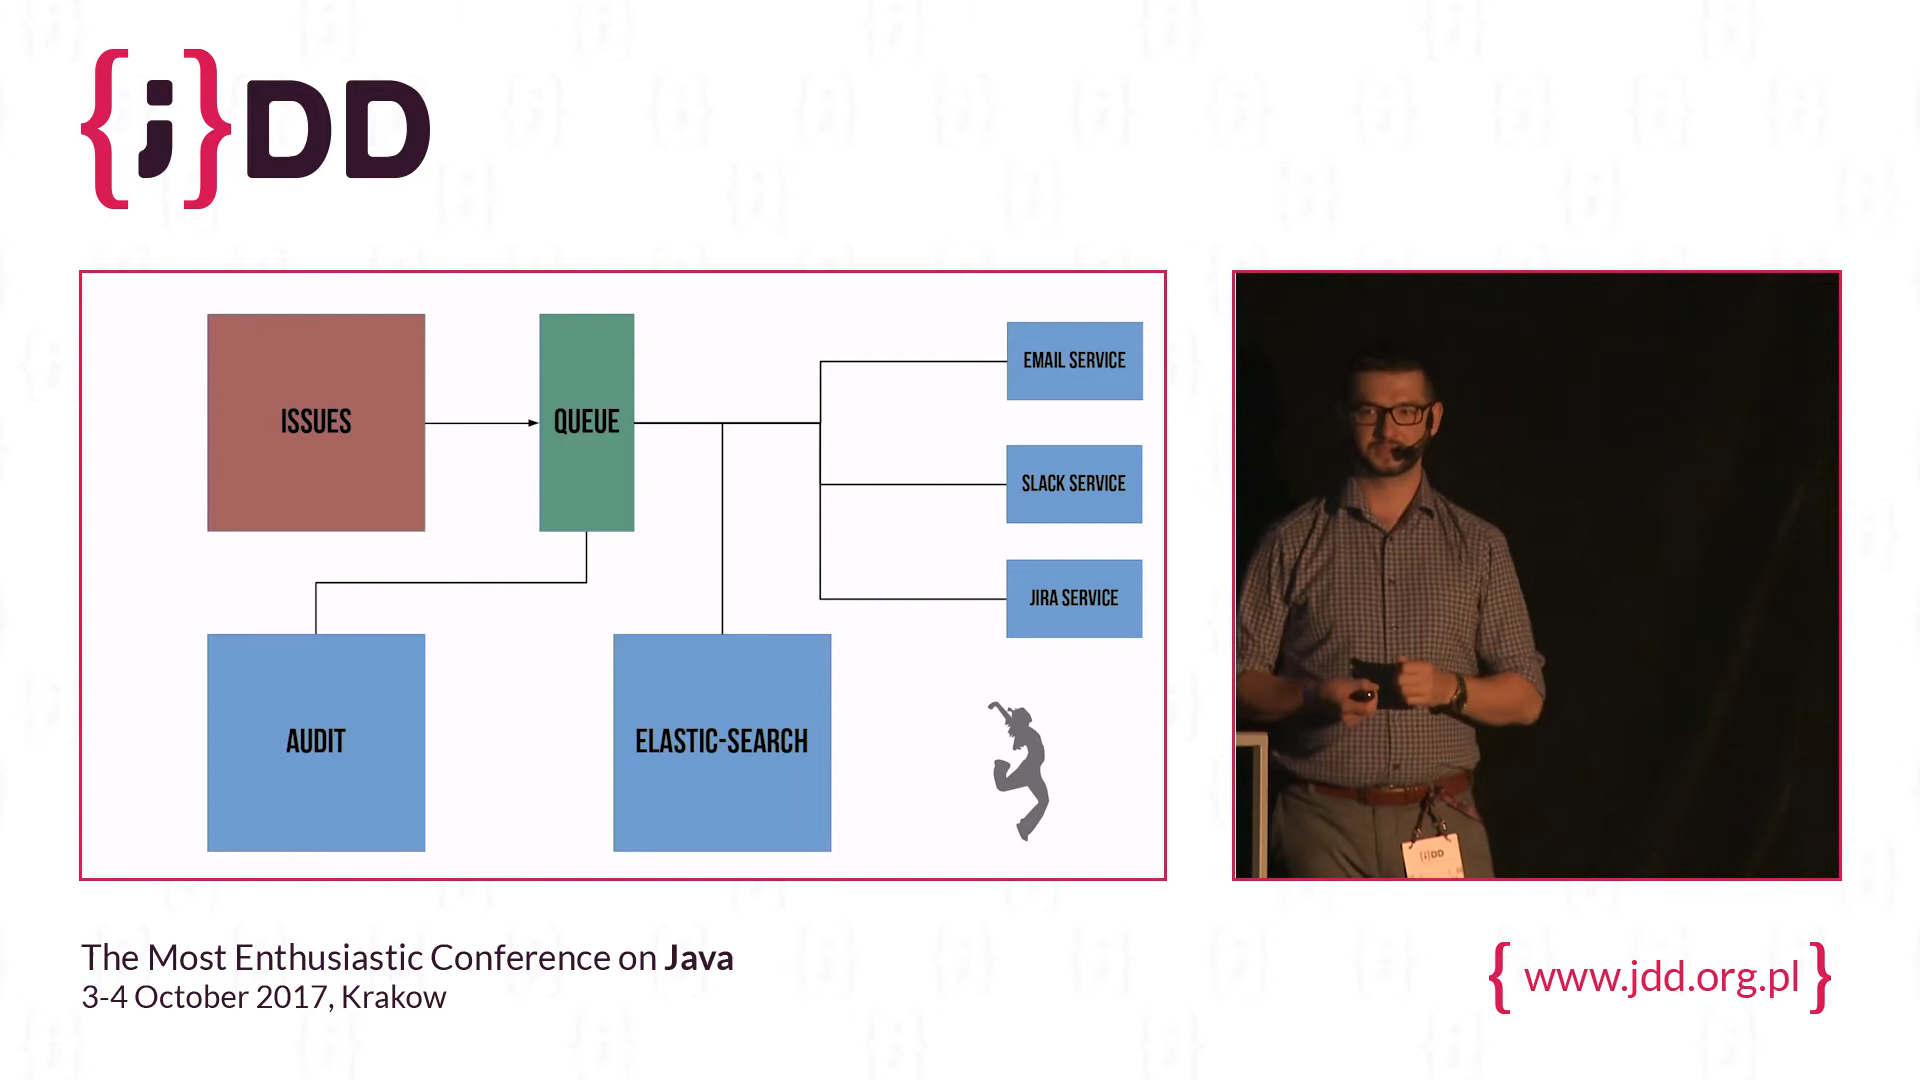 {;}DD
ISSUES
QUEUE
EMAIL SERVICE
SLACK SERVICE
JIRA SERVICE
AUDIT
ELASTIC-SEARCH
{j}DD
The Most Enthusiastic Conference on Java
3-4 October 2017, Krakow
{ www.jdd.org.pl }